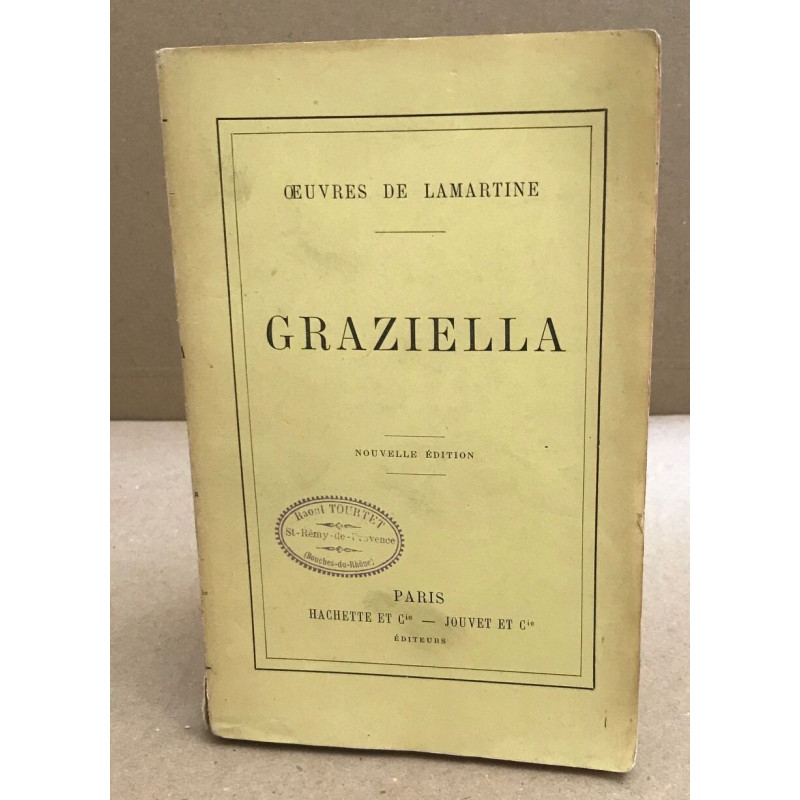 ŒUVRES DE LAMARTINE
GRAZIELLA
NOUVELLE ÉDITION
Raoul TOURTET
St-Rémy-de-Provence
(Bouches-du-Rhône)
PARIS
HACHETTE ET Cie — JOUVET ET Cie
ÉDITEURS